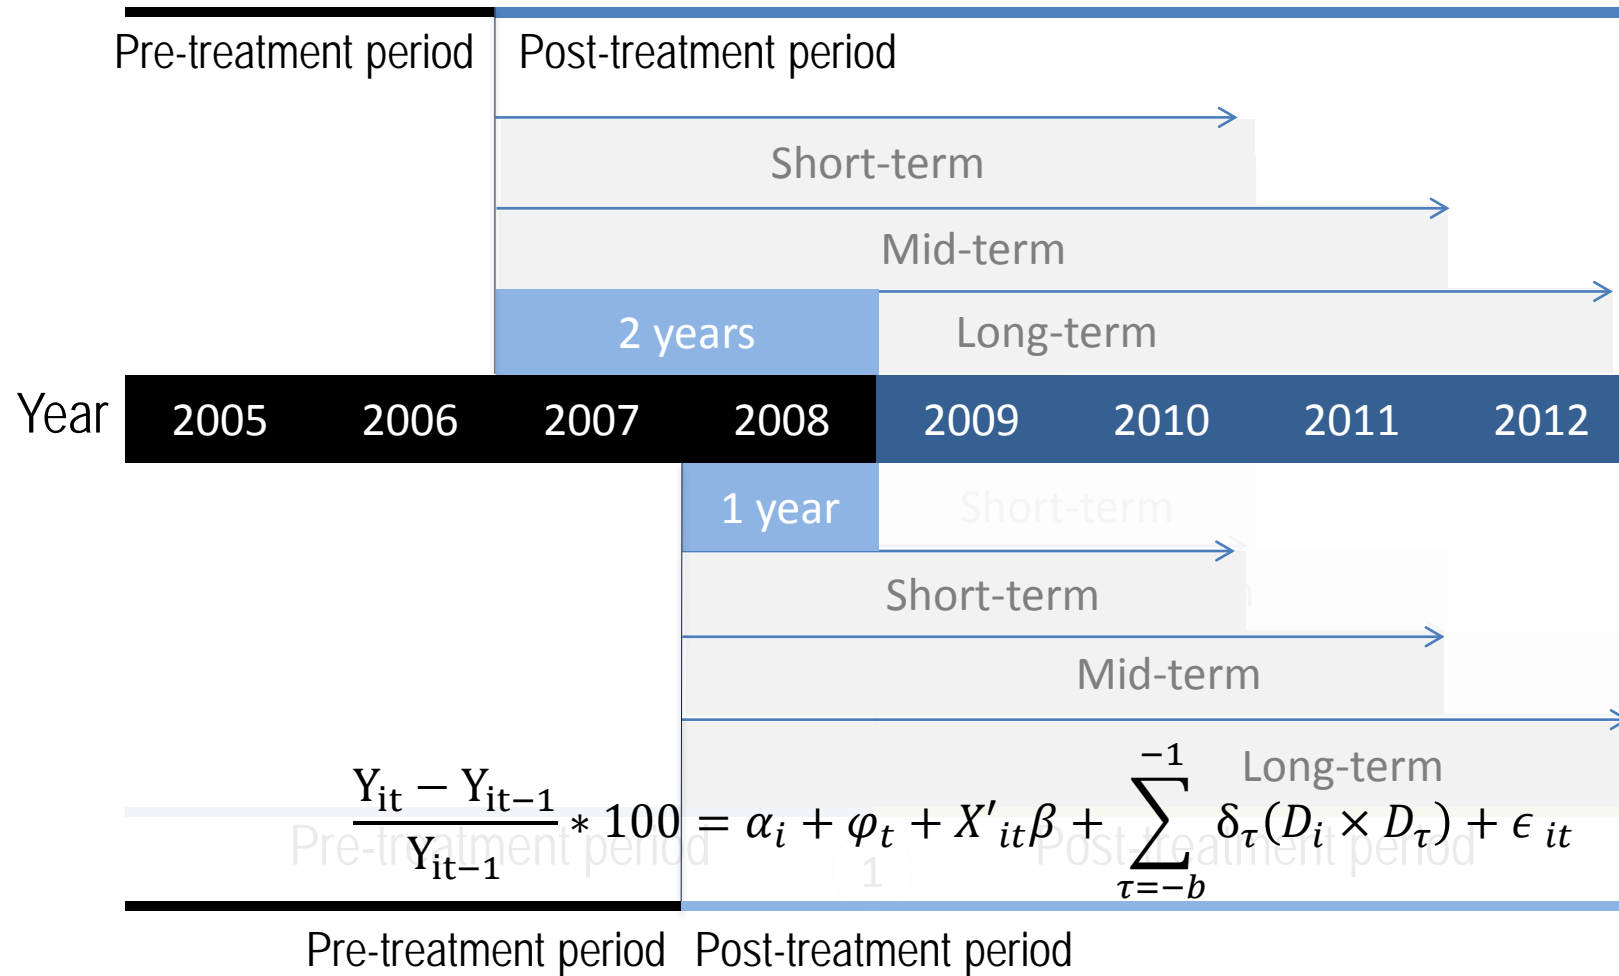 Pre-treatment period Post-treatment period
Short-term
Mid-term
2 years Long-term
Year 2005 2006 2007 2008 2009 2010 2011 2012
1 year Short-term
Short-term
Mid-term
Long-term
(Y_it − Y_it−1) / Y_it−1 * 100 = α_i + φ_t + X′_it β + ∑_{τ=−b}^{−1} δ_τ(D_i × D_τ) + ϵ_it
Pre-treatment period 1 Post-treatment period
Pre-treatment period Post-treatment period